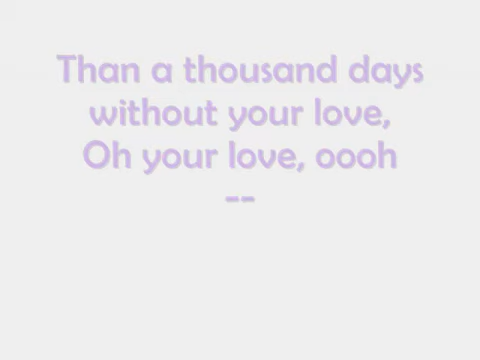 Than a thousand days
without your love,
Oh your love, oooh
--